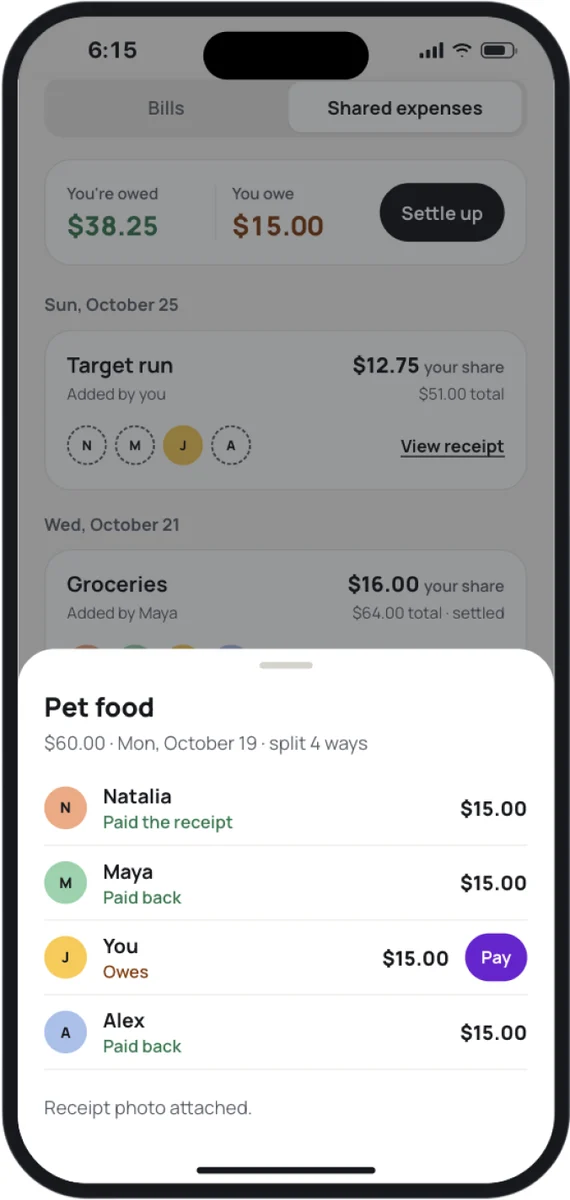 6:15
Bills Shared expenses
You're owed You owe
$38.25 $15.00 Settle up
Sun, October 25
Target run $12.75 your share
Added by you $51.00 total
N M J A View receipt
Wed, October 21
Groceries $16.00 your share
Added by Maya $64.00 total · settled
Pet food
$60.00 · Mon, October 19 · split 4 ways
N Natalia $15.00
Paid the receipt
M Maya $15.00
Paid back
J You $15.00 Pay
Owes
A Alex $15.00
Paid back
Receipt photo attached.